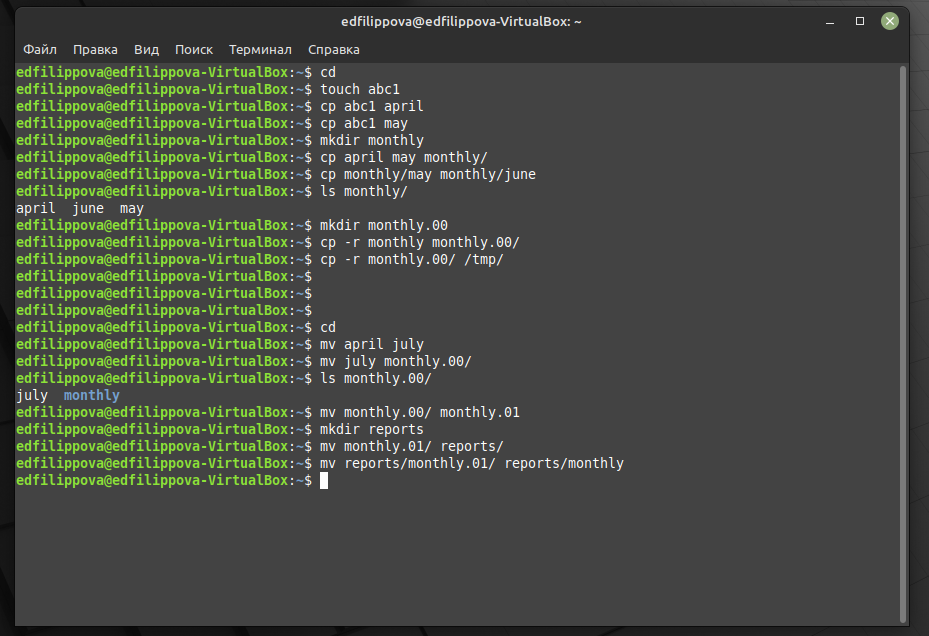 edfilippova@edfilippova-VirtualBox: ~
Файл Правка Вид Поиск Терминал Справка
edfilippova@edfilippova-VirtualBox:~$ cd
edfilippova@edfilippova-VirtualBox:~$ touch abc1
edfilippova@edfilippova-VirtualBox:~$ cp abc1 april
edfilippova@edfilippova-VirtualBox:~$ cp abc1 may
edfilippova@edfilippova-VirtualBox:~$ mkdir monthly
edfilippova@edfilippova-VirtualBox:~$ cp april may monthly/
edfilippova@edfilippova-VirtualBox:~$ cp monthly/may monthly/june
edfilippova@edfilippova-VirtualBox:~$ ls monthly/
april  june  may
edfilippova@edfilippova-VirtualBox:~$ mkdir monthly.00
edfilippova@edfilippova-VirtualBox:~$ cp -r monthly monthly.00/
edfilippova@edfilippova-VirtualBox:~$ cp -r monthly.00/ /tmp/
edfilippova@edfilippova-VirtualBox:~$
edfilippova@edfilippova-VirtualBox:~$
edfilippova@edfilippova-VirtualBox:~$
edfilippova@edfilippova-VirtualBox:~$ cd
edfilippova@edfilippova-VirtualBox:~$ mv april july
edfilippova@edfilippova-VirtualBox:~$ mv july monthly.00/
edfilippova@edfilippova-VirtualBox:~$ ls monthly.00/
july  monthly
edfilippova@edfilippova-VirtualBox:~$ mv monthly.00/ monthly.01
edfilippova@edfilippova-VirtualBox:~$ mkdir reports
edfilippova@edfilippova-VirtualBox:~$ mv monthly.01/ reports/
edfilippova@edfilippova-VirtualBox:~$ mv reports/monthly.01/ reports/monthly
edfilippova@edfilippova-VirtualBox:~$